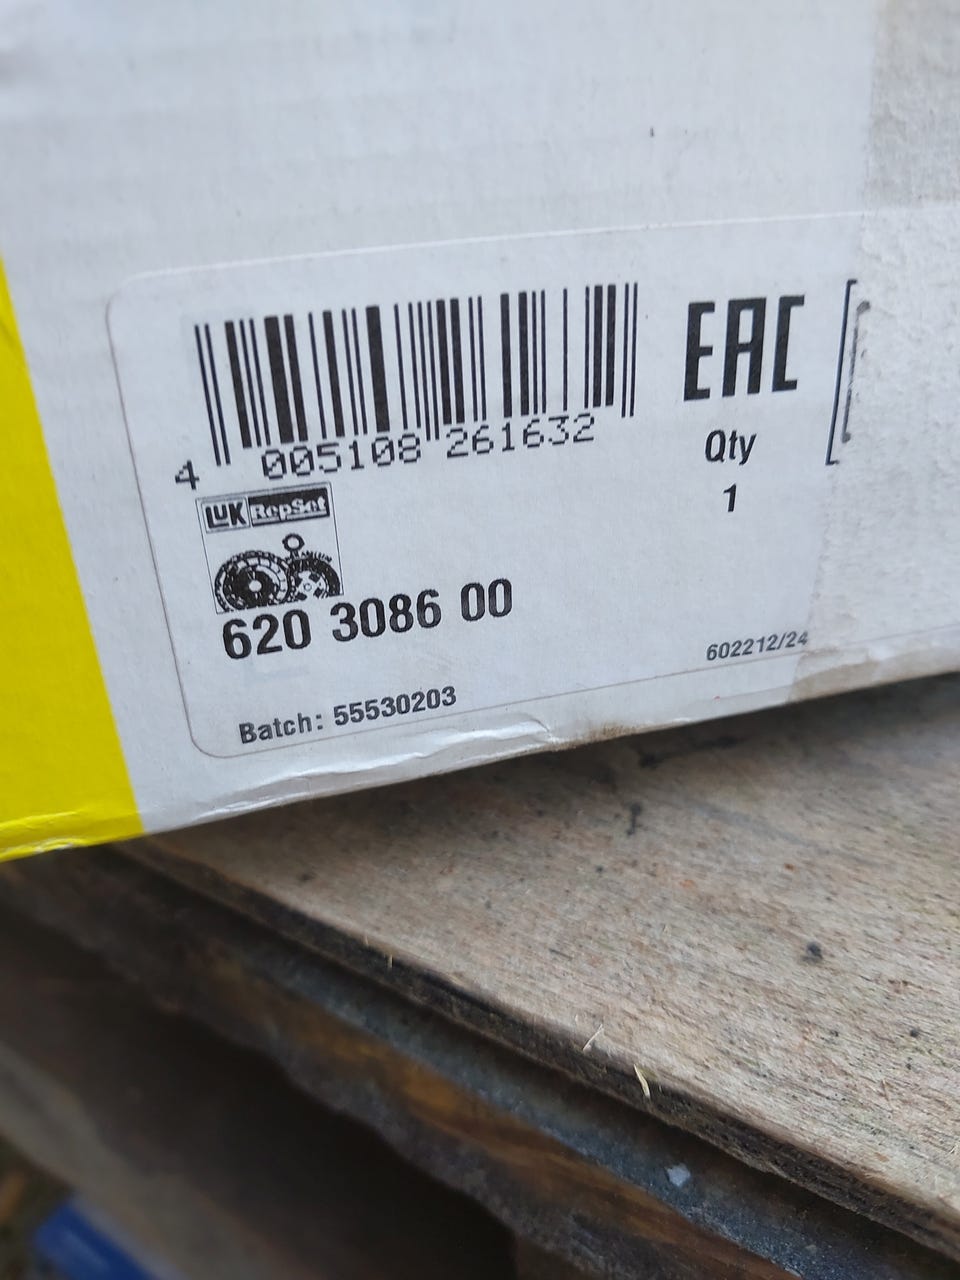 EAC
4 005108 261632
Qty
1
LuK RepSet
620 3086 00
602212/24
Batch: 55530203